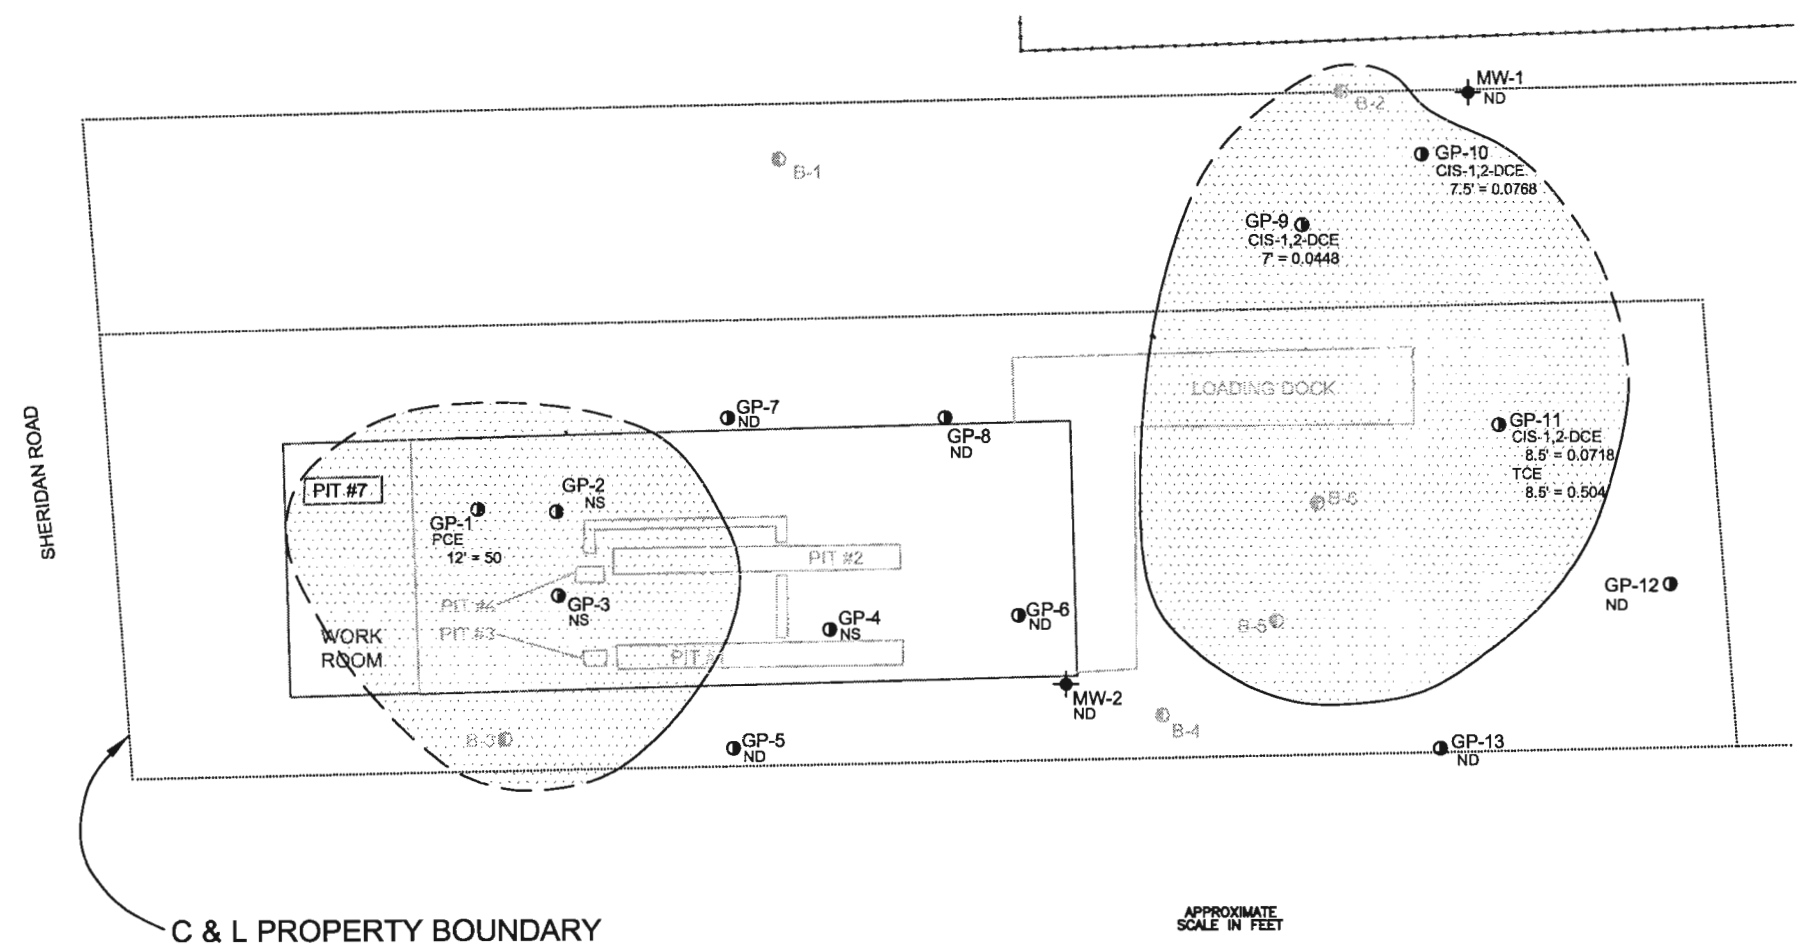 MW-1
ND
B-2
B-1
GP-10
CIS-1,2-DCE
7.5' = 0.0768
GP-9
CIS-1,2-DCE
7' = 0.0448
LOADING DOCK
SHERIDAN ROAD
GP-7
ND
GP-8
ND
GP-11
CIS-1,2-DCE
8.5' = 0.0718
TCE
8.5' = 0.504
PIT #7
GP-2
NS
GP-1
PCE
12' = 50
B-6
PIT #2
PIT #4
GP-3
NS
PIT #3
GP-4
NS
GP-6
ND
GP-12
ND
B-5
WORK
ROOM
PIT
MW-2
ND
B-4
B-3
GP-5
ND
GP-13
ND
C & L PROPERTY BOUNDARY
APPROXIMATE
SCALE IN FEET